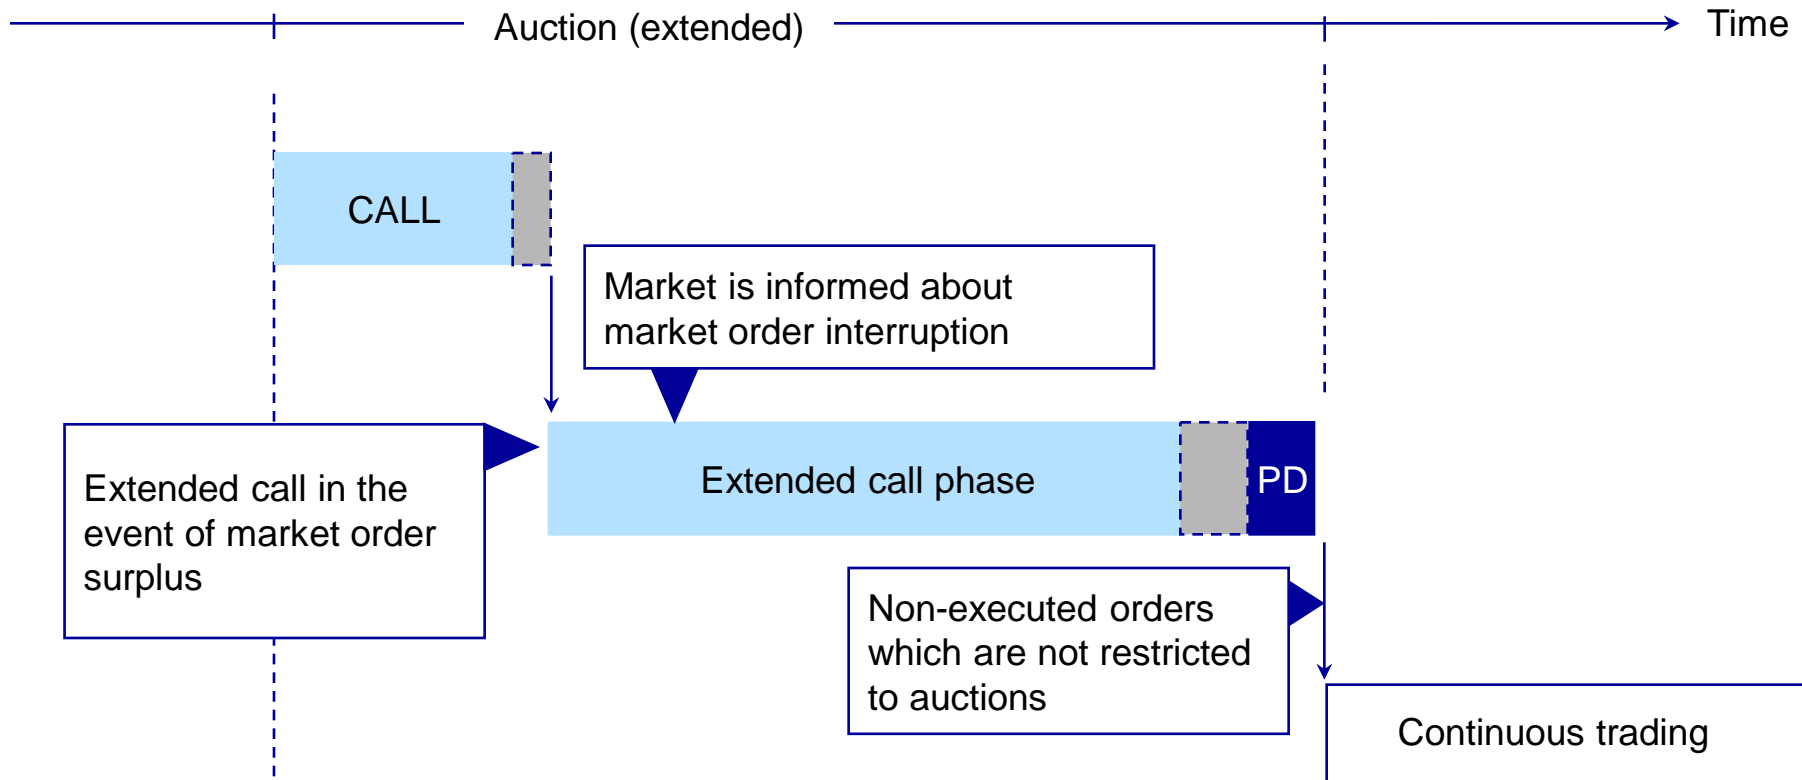 Auction (extended)
Time
CALL
Market is informed about
market order interruption
Extended call in the
event of market order
surplus
Extended call phase
PD
Non-executed orders
which are not restricted
to auctions
Continuous trading